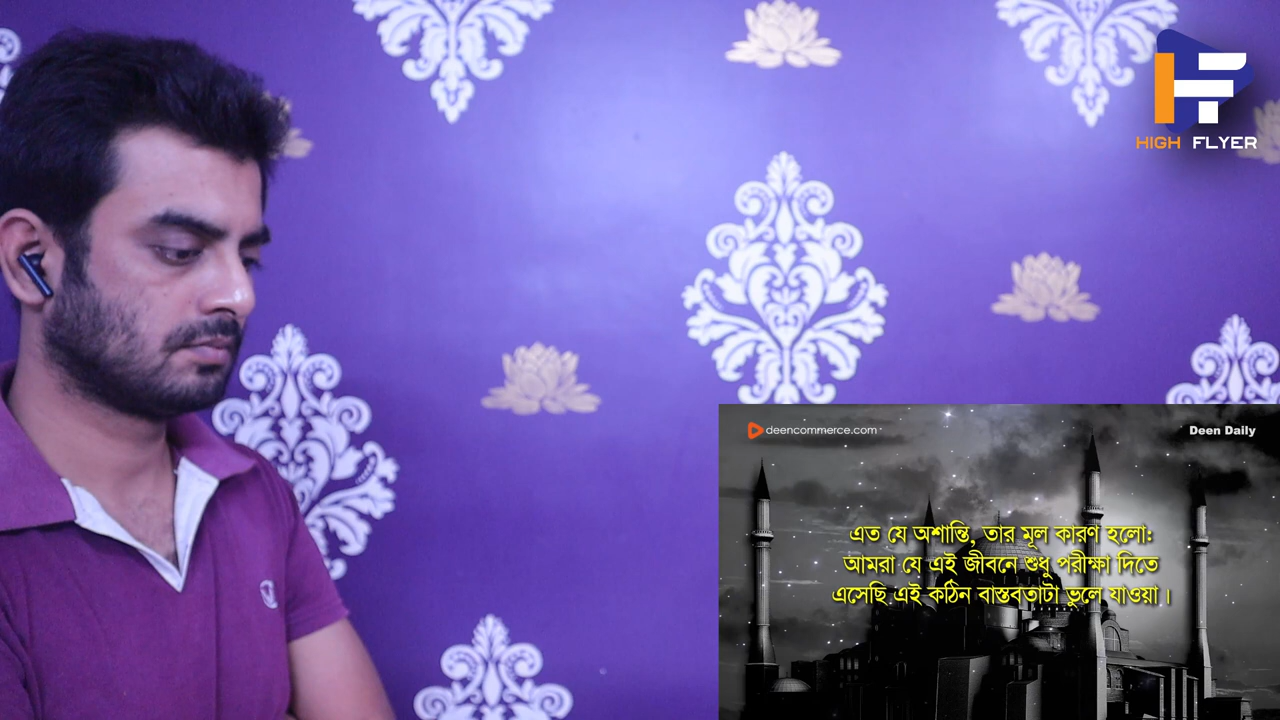 HF
HIGH FLYER
deencommerce.com
Deen Daily
এত যে অশান্তি, তার মূল কারণ হলো:
আমরা যে এই জীবনে শুধু পরীক্ষা দিতে
এসেছি এই কঠিন বাস্তবতাটা ভুলে যাওয়া।